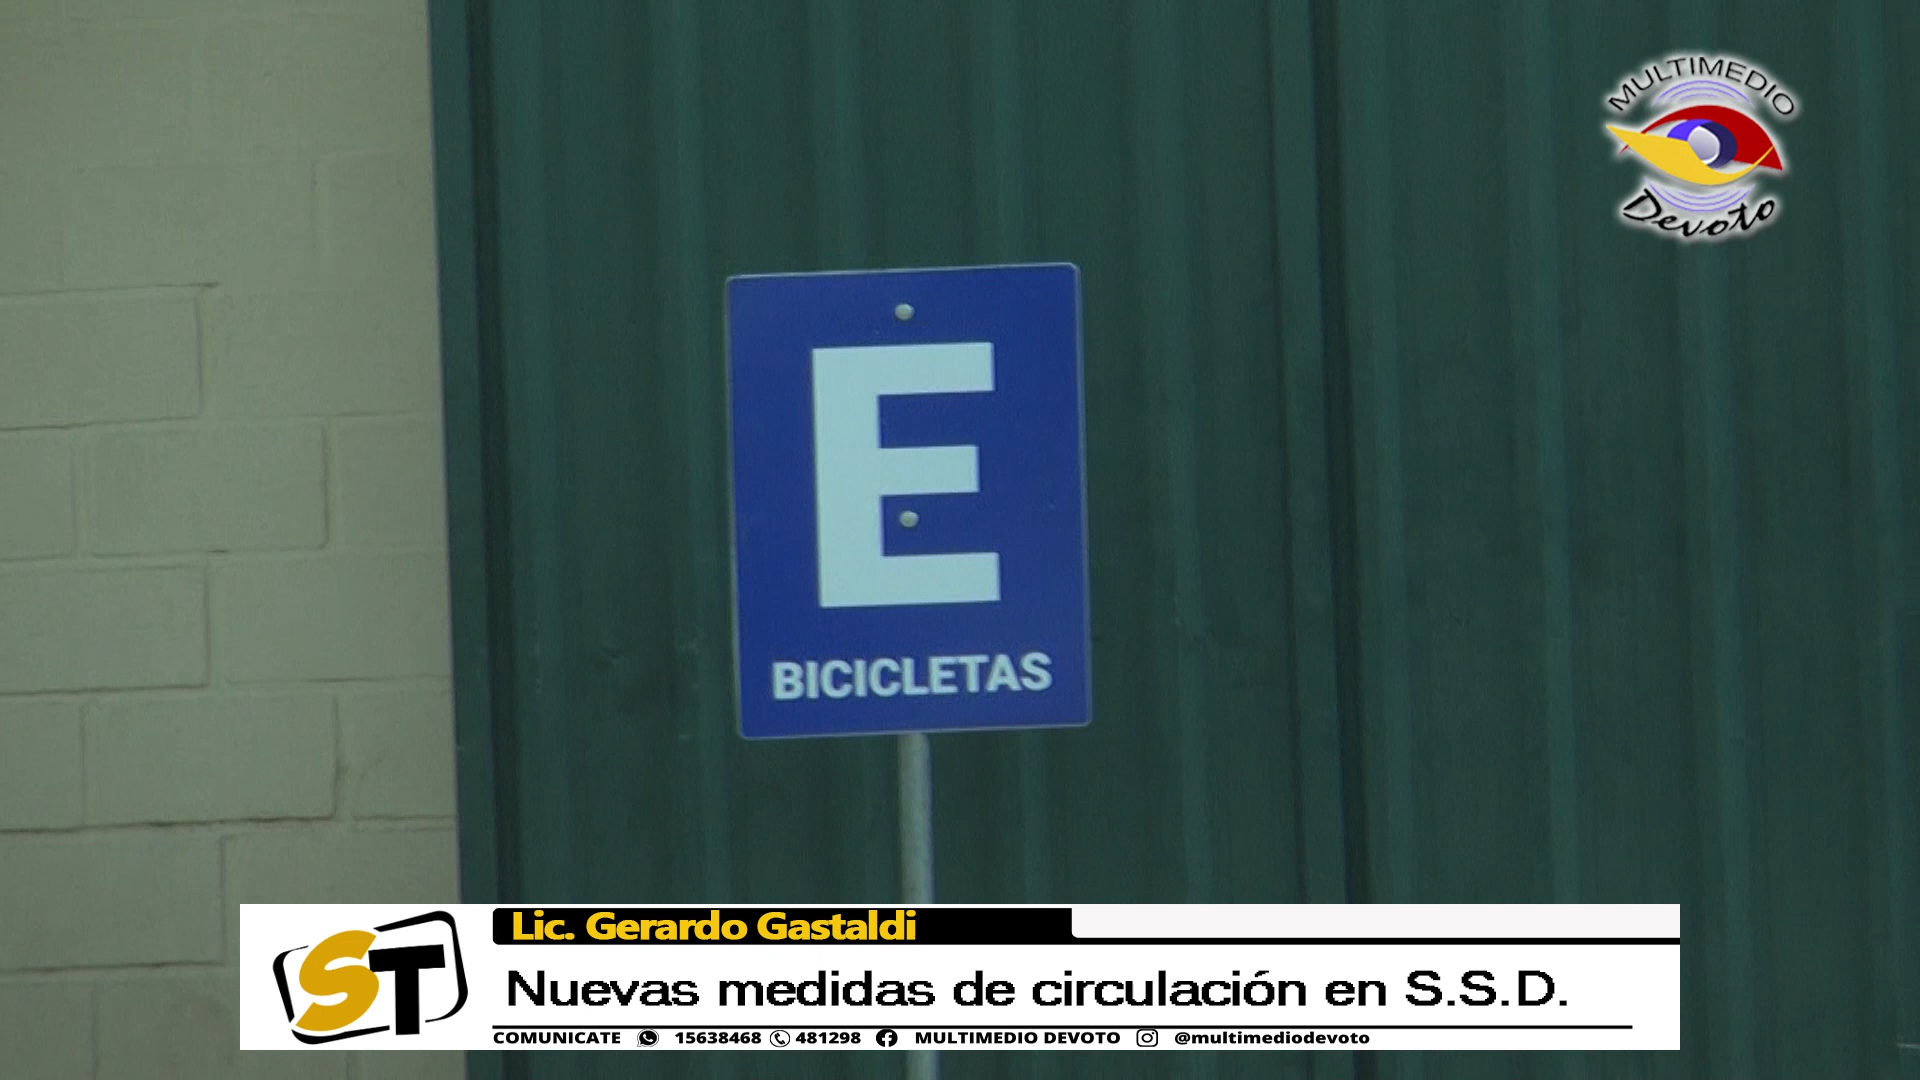 MULTIMEDIO
Devoto
E
BICICLETAS
Lic. Gerardo Gastaldi
ST
Nuevas medidas de circulación en S.S.D.
COMUNICATE 15638468 481298 MULTIMEDIO DEVOTO @multimediodevoto